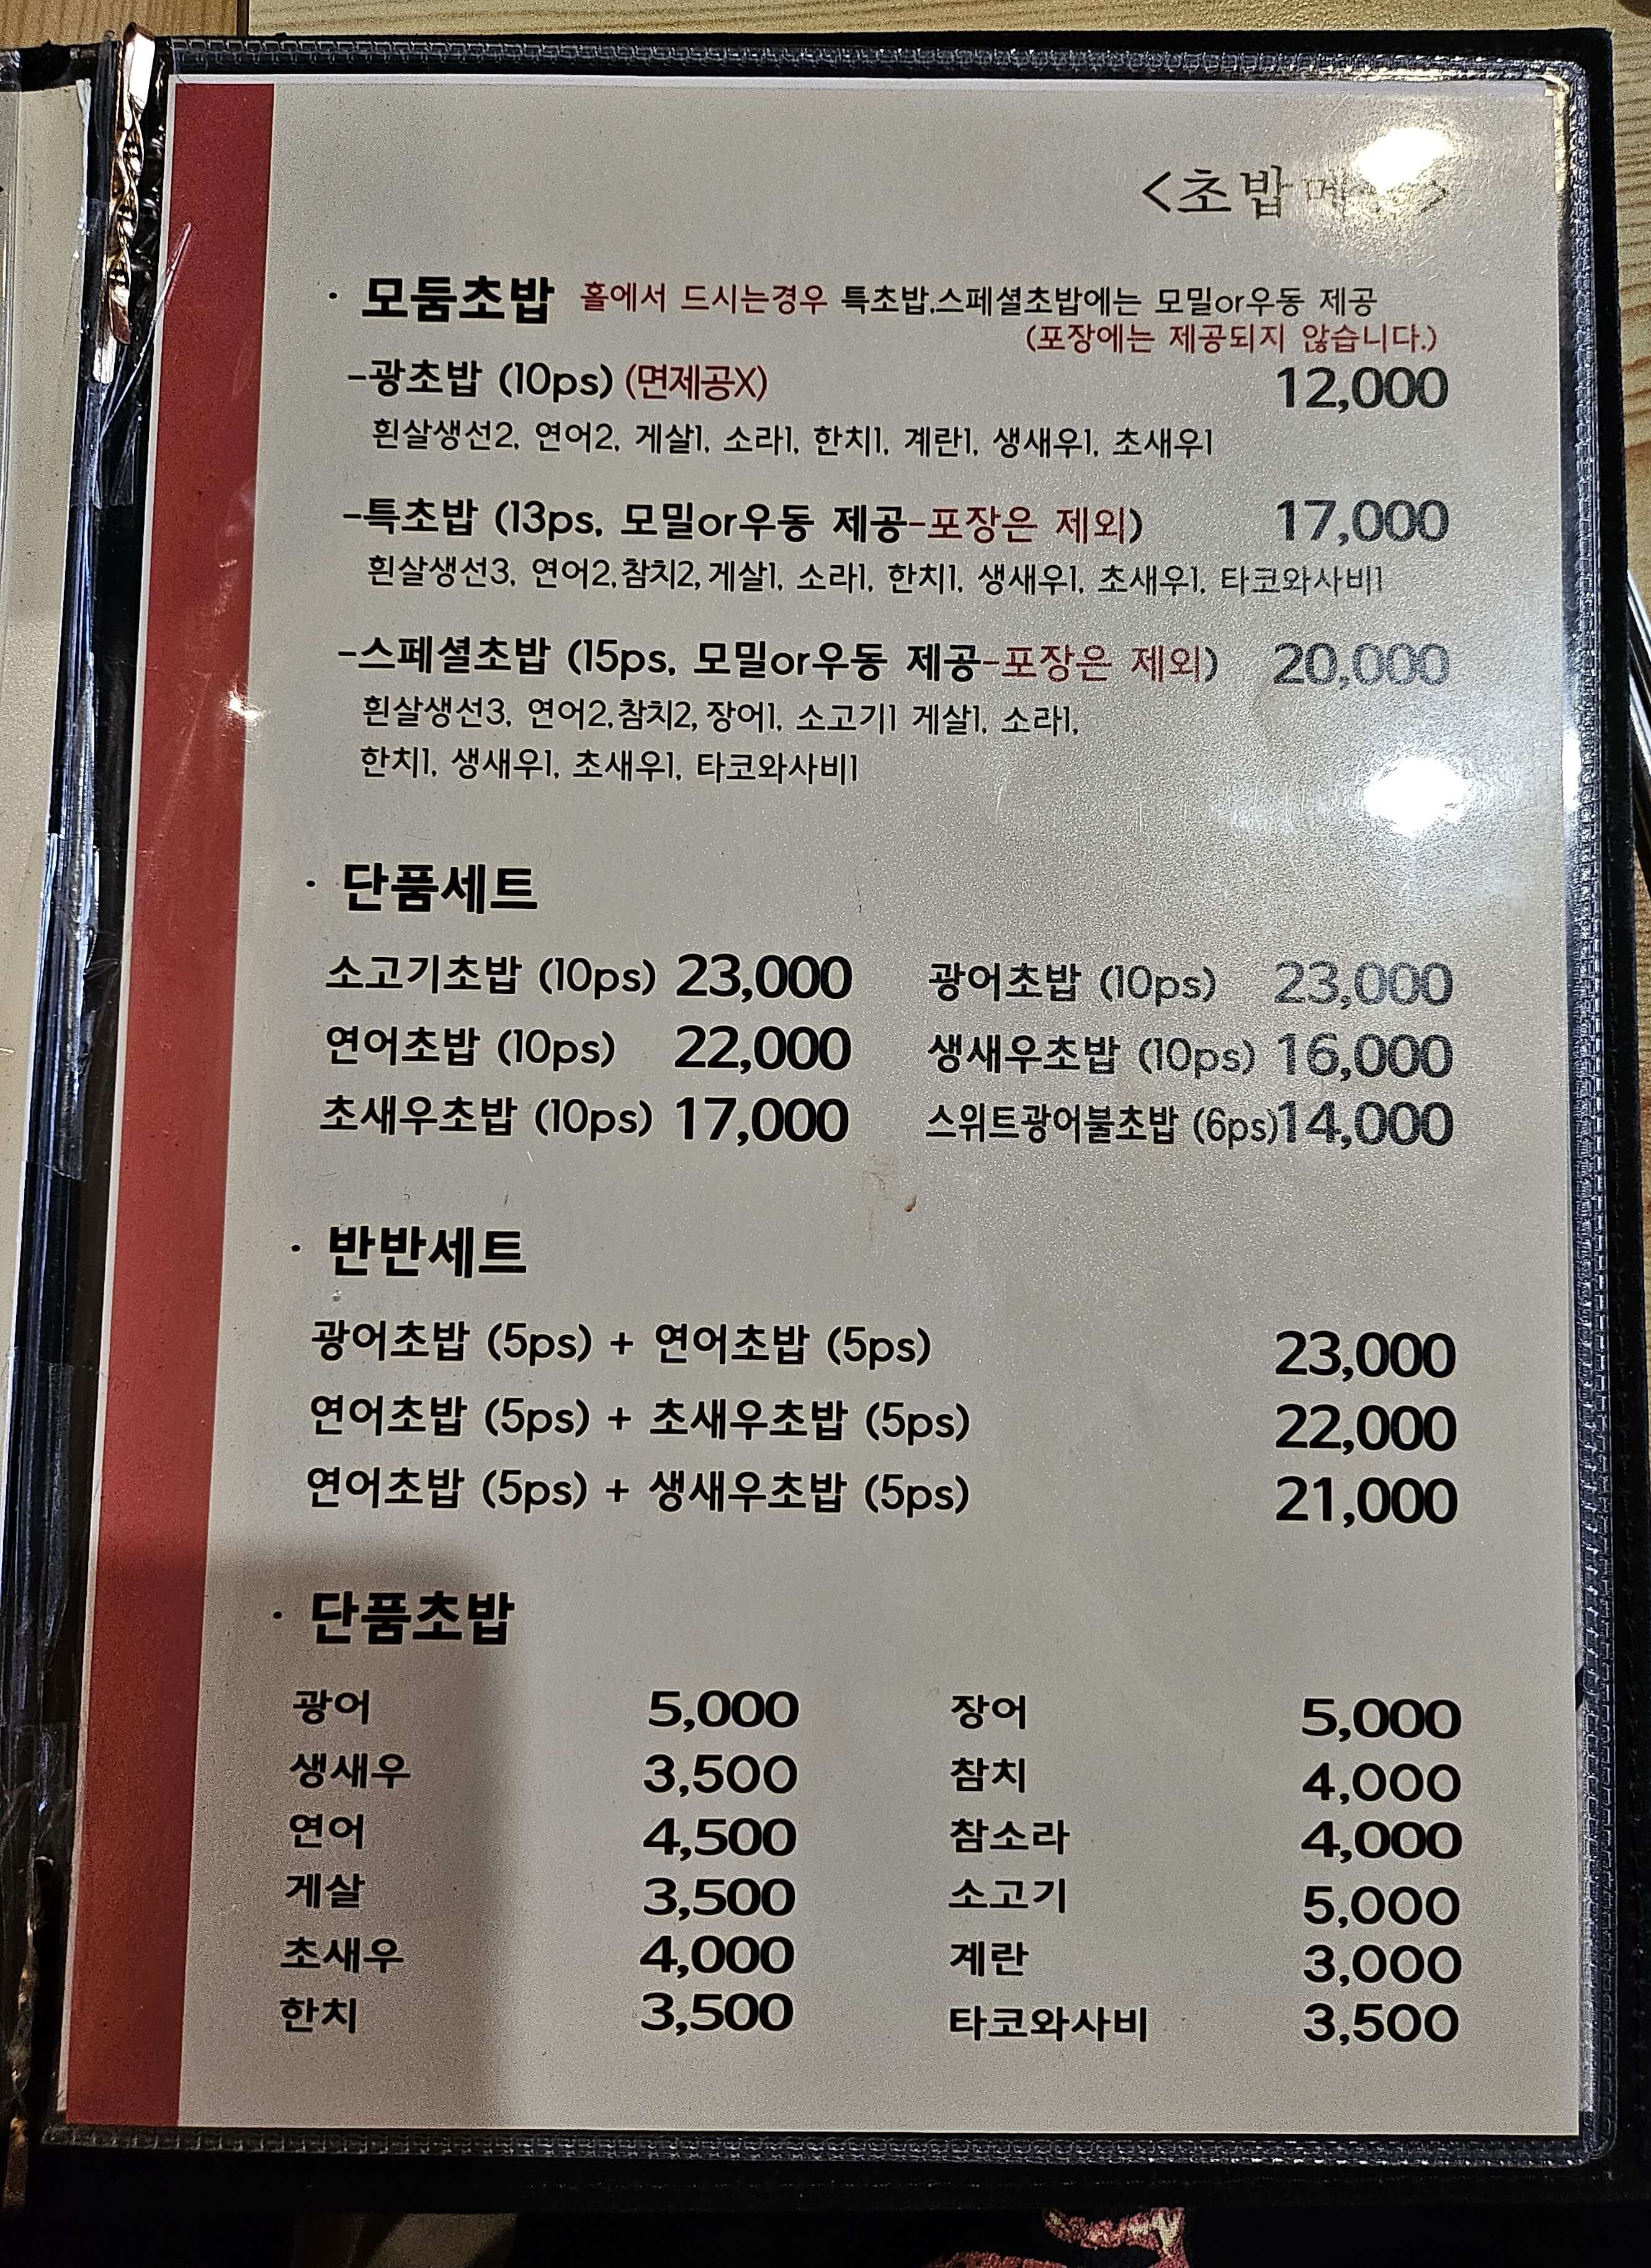 <초밥 메뉴>
· 모둠초밥 홀에서 드시는경우 특초밥,스페셜초밥에는 모밀or우동 제공
(포장에는 제공되지 않습니다.)
-광초밥 (10ps) (면제공X) 12,000
흰살생선2, 연어2, 게살1, 소라1, 한치1, 계란1, 생새우1, 초새우1
-특초밥 (13ps, 모밀or우동 제공-포장은 제외) 17,000
흰살생선3, 연어2,참치2,게살1, 소라1, 한치1, 생새우1, 초새우1, 타코와사비1
-스페셜초밥 (15ps, 모밀or우동 제공-포장은 제외) 20,000
흰살생선3, 연어2,참치2,장어1, 소고기1 게살1, 소라1,
한치1, 생새우1, 초새우1, 타코와사비1
· 단품세트
소고기초밥 (10ps) 23,000 광어초밥 (10ps) 23,000
연어초밥 (10ps) 22,000 생새우초밥 (10ps) 16,000
초새우초밥 (10ps) 17,000 스위트광어불초밥 (6ps)14,000
· 반반세트
광어초밥 (5ps) + 연어초밥 (5ps) 23,000
연어초밥 (5ps) + 초새우초밥 (5ps) 22,000
연어초밥 (5ps) + 생새우초밥 (5ps) 21,000
· 단품초밥
광어 5,000 장어 5,000
생새우 3,500 참치 4,000
연어 4,500 참소라 4,000
게살 3,500 소고기 5,000
초새우 4,000 계란 3,000
한치 3,500 타코와사비 3,500